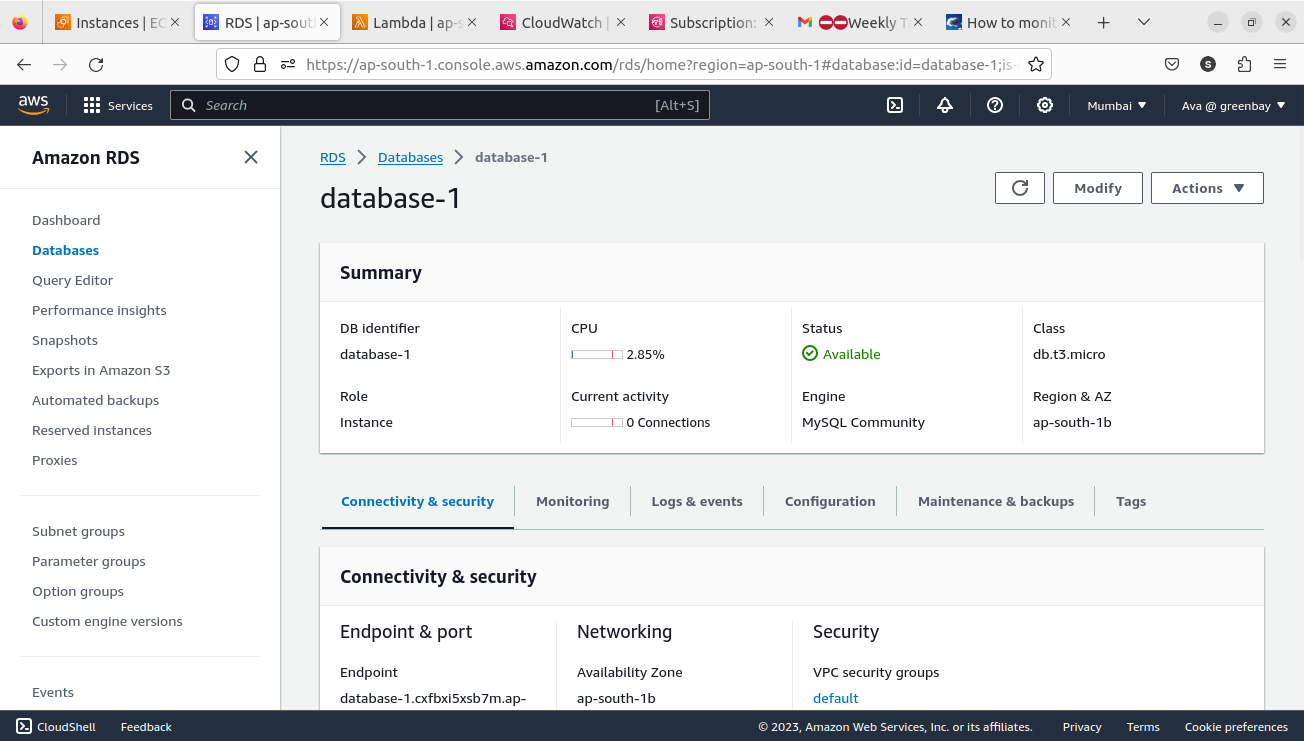 Instances | EC
RDS | ap-sout
Lambda | ap-s
CloudWatch |
Subscription:
Weekly T
How to monit
https://ap-south-1.console.aws.amazon.com/rds/home?region=ap-south-1#database:id=database-1;is-
S
aws
Services
Search
[Alt+S]
Mumbai
Ava @ greenbay
Amazon RDS
Dashboard
Databases
Query Editor
Performance insights
Snapshots
Exports in Amazon S3
Automated backups
Reserved instances
Proxies
Subnet groups
Parameter groups
Option groups
Custom engine versions
Events
RDS
Databases
database-1
database-1
Modify
Actions
Summary
DB identifier
database-1
CPU
2.85%
Status
Available
Class
db.t3.micro
Role
Instance
Current activity
0 Connections
Engine
MySQL Community
Region & AZ
ap-south-1b
Connectivity & security
Monitoring
Logs & events
Configuration
Maintenance & backups
Tags
Connectivity & security
Endpoint & port
Endpoint
database-1.cxfbxi5xsb7m.ap-
Networking
Availability Zone
ap-south-1b
Security
VPC security groups
default
CloudShell
Feedback
© 2023, Amazon Web Services, Inc. or its affiliates.
Privacy
Terms
Cookie preferences